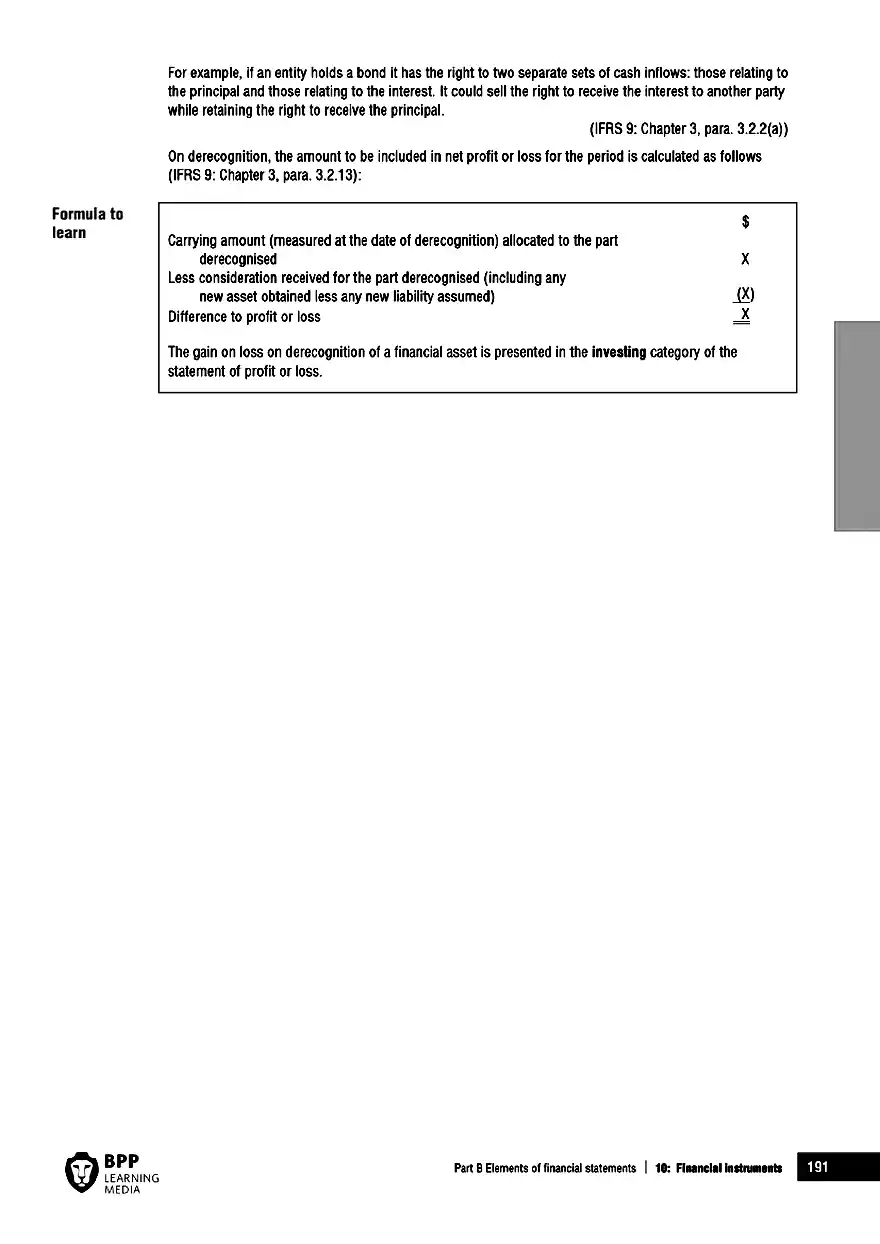 For example, if an entity holds a bond it has the right to two separate sets of cash inflows: those relating to
the principal and those relating to the interest. It could sell the right to receive the interest to another party
while retaining the right to receive the principal.
(IFRS 9: Chapter 3, para. 3.2.2(a))
On derecognition, the amount to be included in net profit or loss for the period is calculated as follows
(IFRS 9: Chapter 3, para. 3.2.13):
Formula to
learn
$
Carrying amount (measured at the date of derecognition) allocated to the part
derecognised X
Less consideration received for the part derecognised (including any
new asset obtained less any new liability assumed) (X)
Difference to profit or loss X
The gain on loss on derecognition of a financial asset is presented in the investing category of the
statement of profit or loss.
BPP
LEARNING
MEDIA
Part B Elements of financial statements | 10: Financial instruments 191